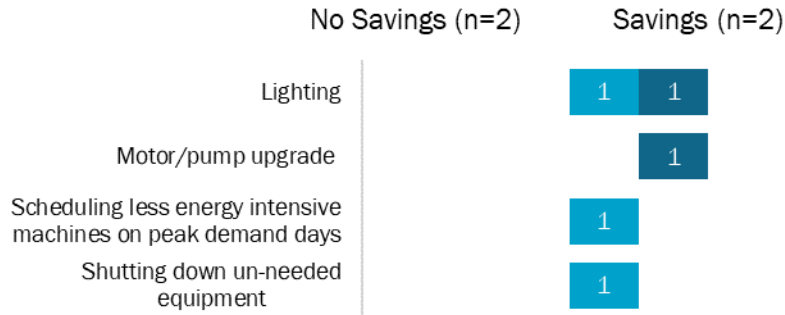 No Savings (n=2) Savings (n=2)
Lighting 1 1
Motor/pump upgrade 1
Scheduling less energy intensive
machines on peak demand days 1
Shutting down un-needed
equipment 1